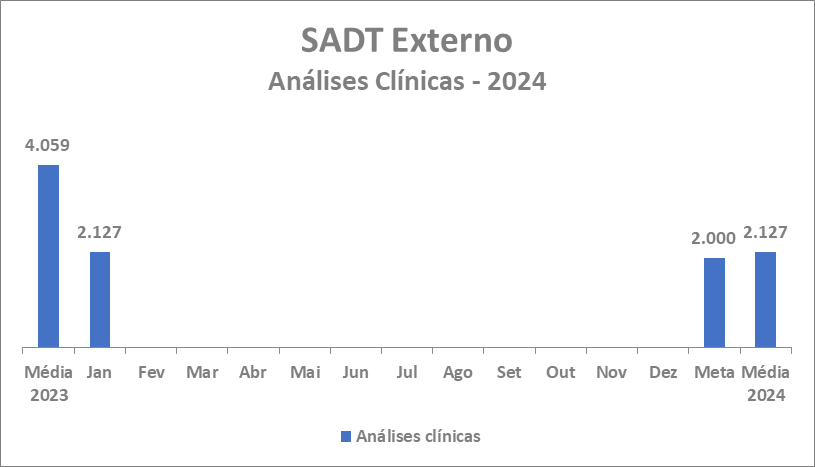 SADT Externo
Análises Clínicas - 2024
4.059
2.127
2.000
2.127
Média 2023
Jan
Fev
Mar
Abr
Mai
Jun
Jul
Ago
Set
Out
Nov
Dez
Meta
Média 2024
Análises clínicas